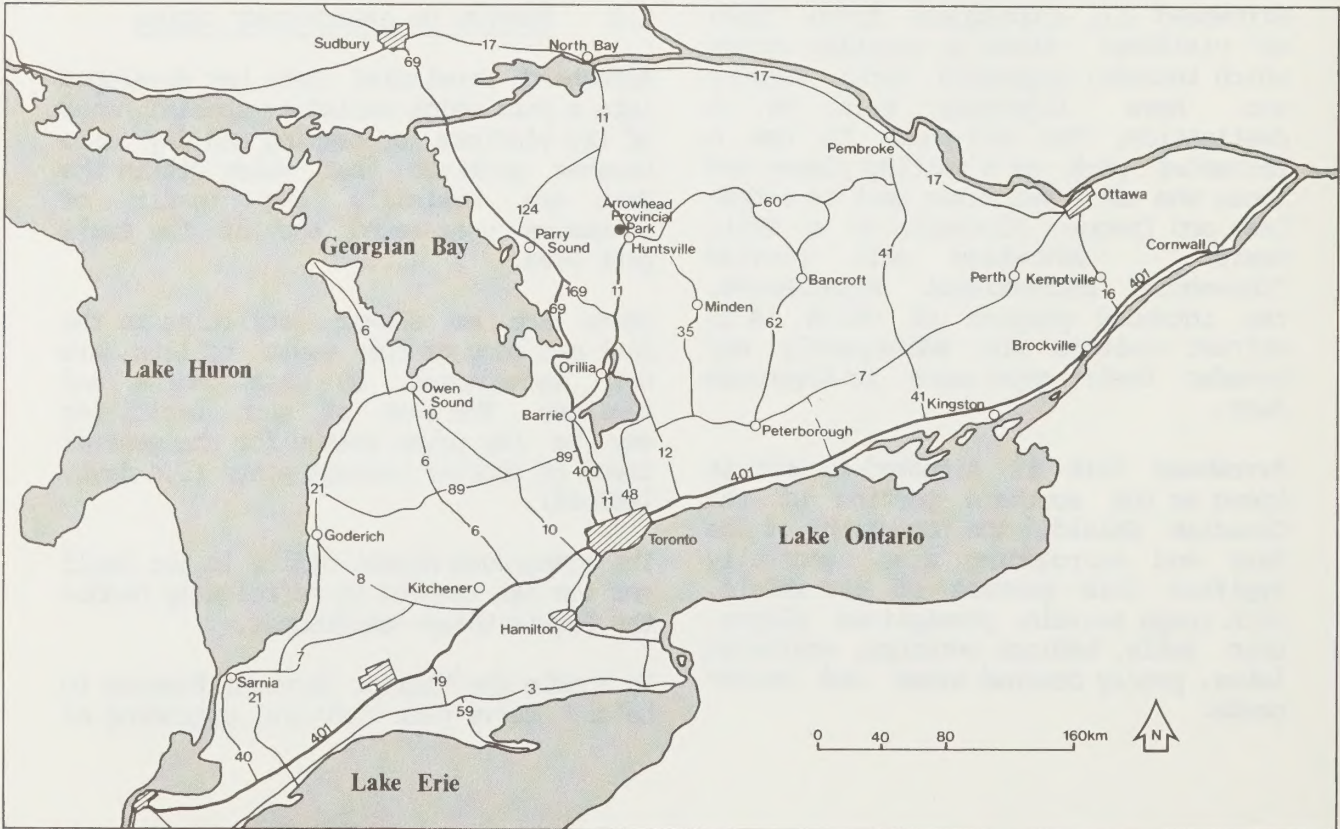 Sudbury
69
17
North Bay
17
11
Pembroke
17
Ottawa
124
Arrowhead
Provincial
Park
60
Parry
Sound
Huntsville
41
Cornwall
401
Georgian Bay
Bancroft
Perth
Kemptville
16
169
69
11
Minden
6
35
62
Lake Huron
Brockville
Orillia
7
Owen
Sound
10
Barrie
41
Kingston
Peterborough
12
89
400
6
89
48
401
21
11
10
6
Toronto
Lake Ontario
Goderich
8
Kitchener
Hamilton
7
Sarnia
21
19
3
59
401
40
0 40 80 160km
N
Lake Erie